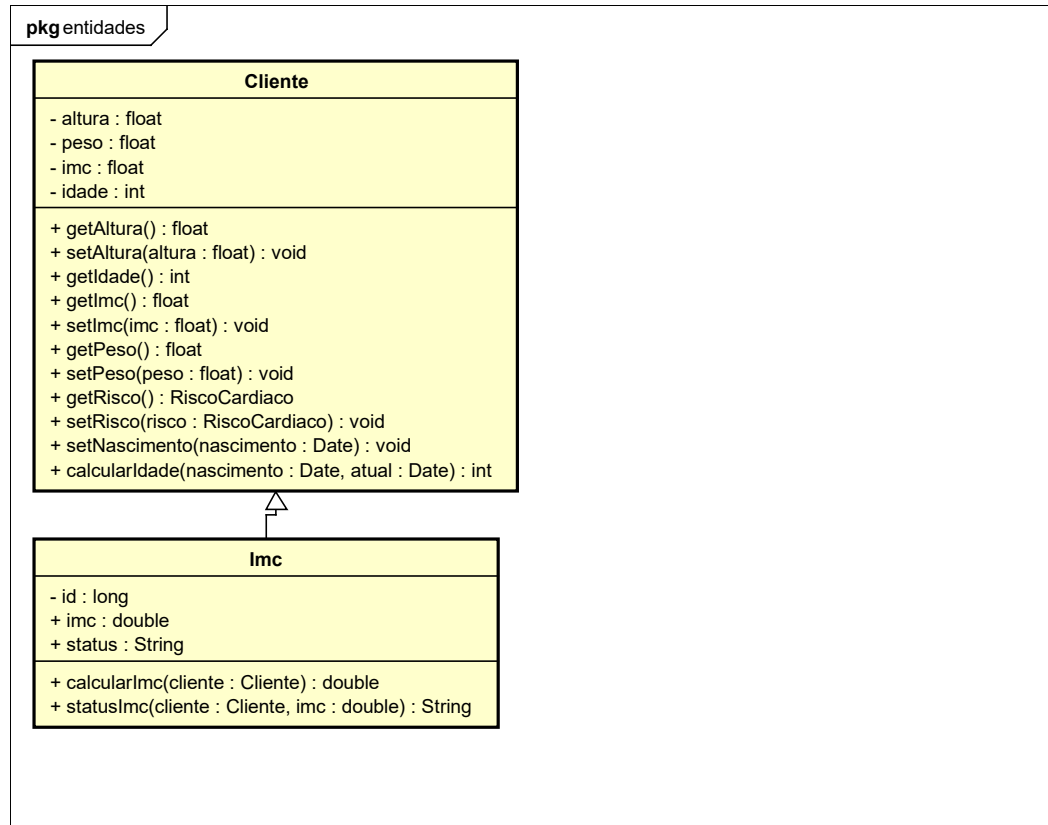 pkg entidades
Cliente
- altura : float
- peso : float
- imc : float
- idade : int
+ getAltura() : float
+ setAltura(altura : float) : void
+ getIdade() : int
+ getImc() : float
+ setImc(imc : float) : void
+ getPeso() : float
+ setPeso(peso : float) : void
+ getRisco() : RiscoCardiaco
+ setRisco(risco : RiscoCardiaco) : void
+ setNascimento(nascimento : Date) : void
+ calcularIdade(nascimento : Date, atual : Date) : int
Imc
- id : long
+ imc : double
+ status : String
+ calcularImc(cliente : Cliente) : double
+ statusImc(cliente : Cliente, imc : double) : String